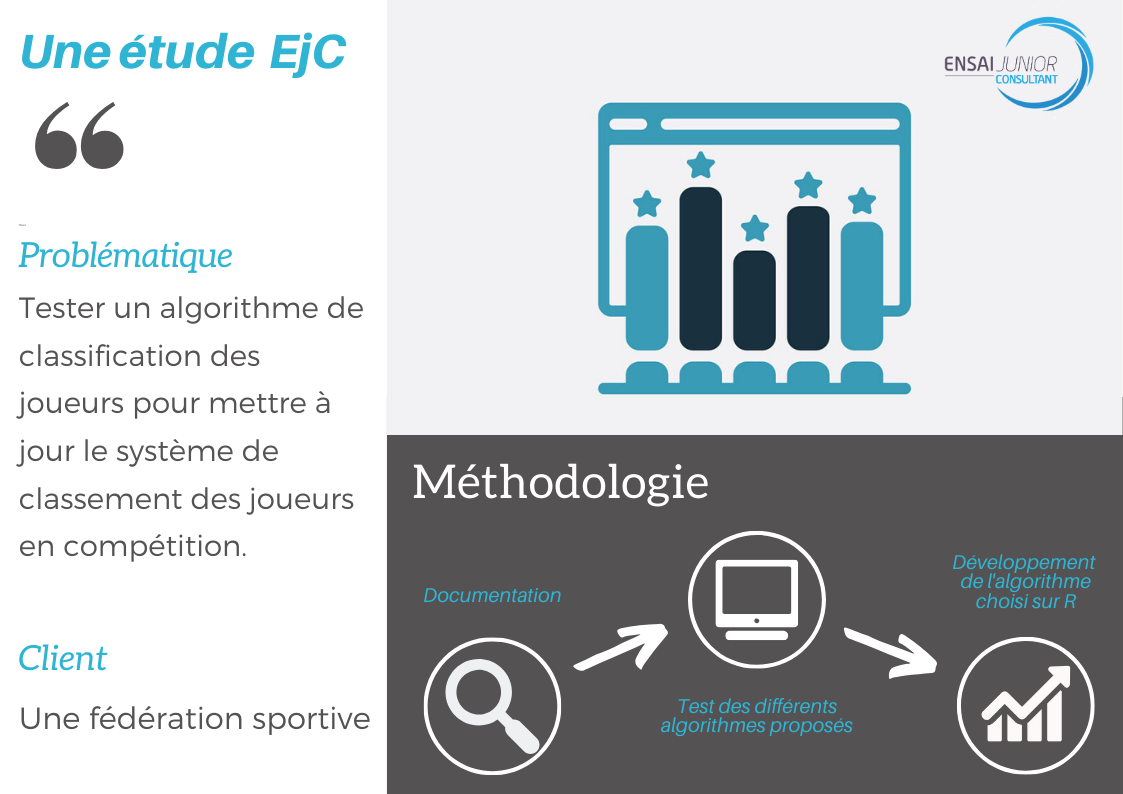 Une étude EjC
ENSAI JUNIOR
CONSULTANT
Problématique
Tester un algorithme de
classification des
joueurs pour mettre à
jour le système de
classement des joueurs
en compétition.
Client
Une fédération sportive
Méthodologie
Documentation
Test des différents
algorithmes proposés
Développement
de l'algorithme
choisi sur R